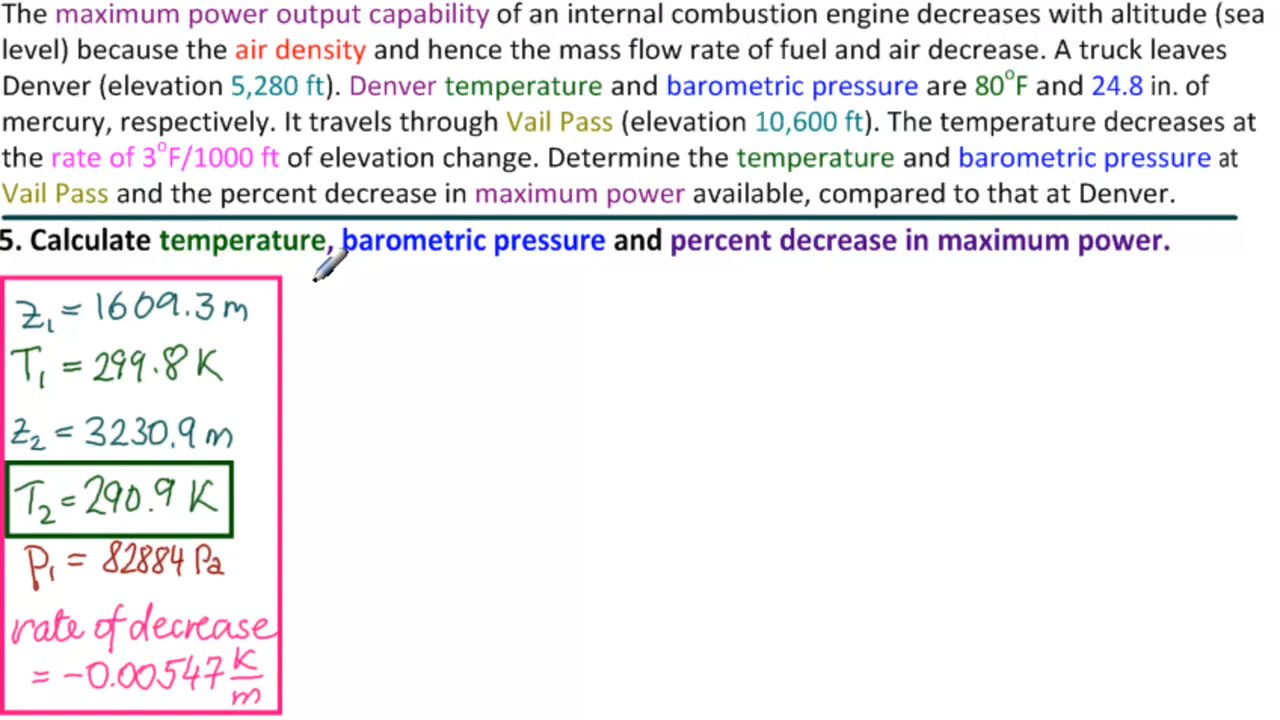 The maximum power output capability of an internal combustion engine decreases with altitude (sea
level) because the air density and hence the mass flow rate of fuel and air decrease. A truck leaves
Denver (elevation 5,280 ft). Denver temperature and barometric pressure are 80°F and 24.8 in. of
mercury, respectively. It travels through Vail Pass (elevation 10,600 ft). The temperature decreases at
the rate of 3°F/1000 ft of elevation change. Determine the temperature and barometric pressure at
Vail Pass and the percent decrease in maximum power available, compared to that at Denver.
5. Calculate temperature, barometric pressure and percent decrease in maximum power.
z₁ = 1609.3 m
T₁ = 299.8 K
z₂ = 3230.9 m
T₂ = 290.9 K
P₁ = 82884 Pa
rate of decrease
= -0.00547 K/m